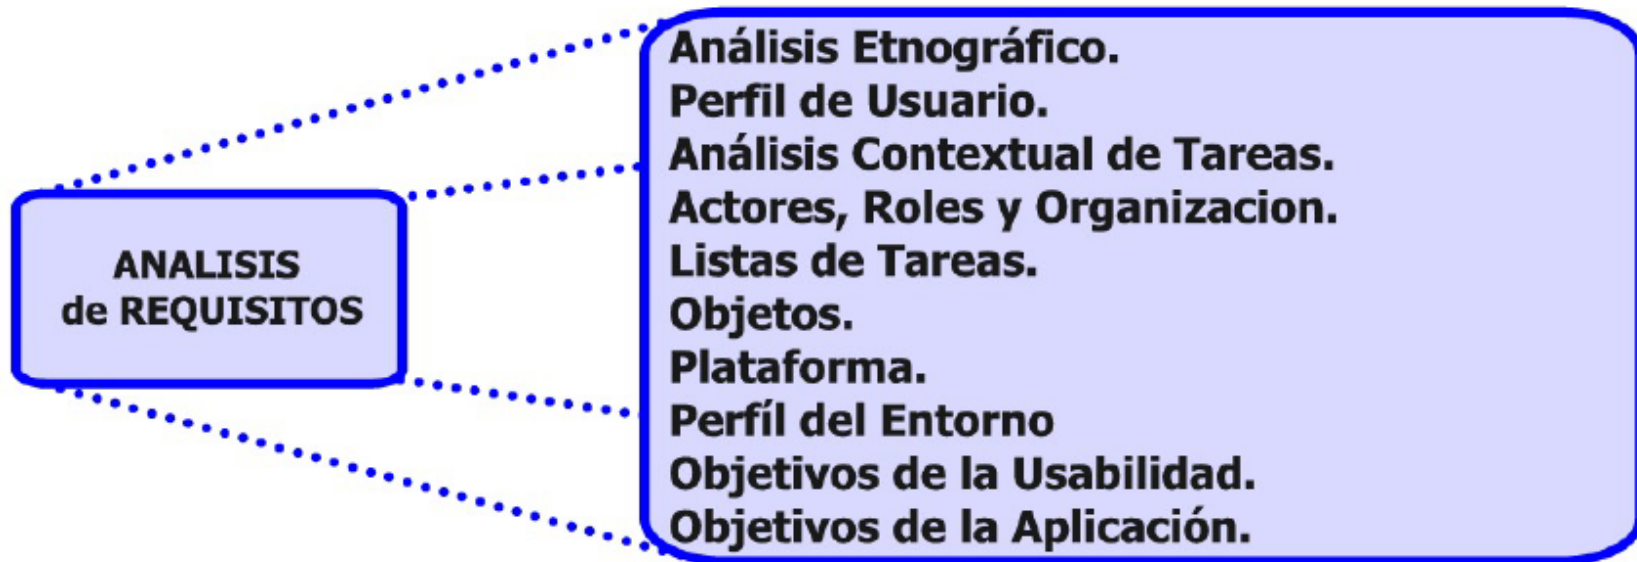 ANALISIS
de REQUISITOS
Análisis Etnográfico.
Perfil de Usuario.
Análisis Contextual de Tareas.
Actores, Roles y Organizacion.
Listas de Tareas.
Objetos.
Plataforma.
Perfíl del Entorno
Objetivos de la Usabilidad.
Objetivos de la Aplicación.